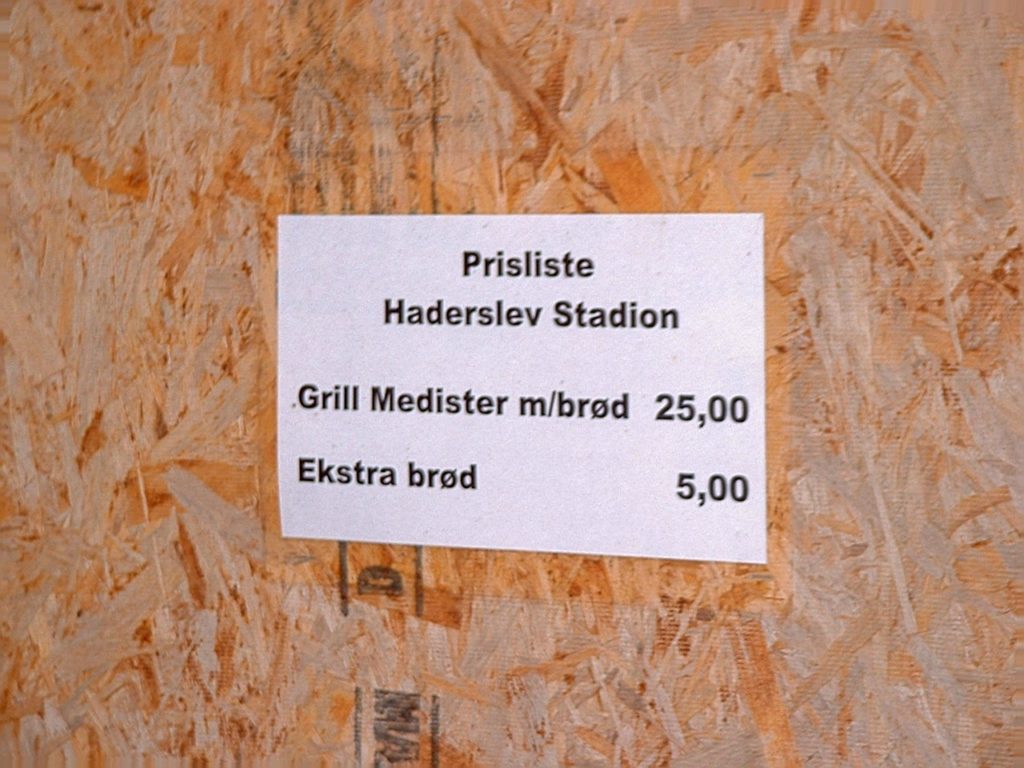 Prisliste
Haderslev Stadion
Grill Medister m/brød 25,00
Ekstra brød 5,00